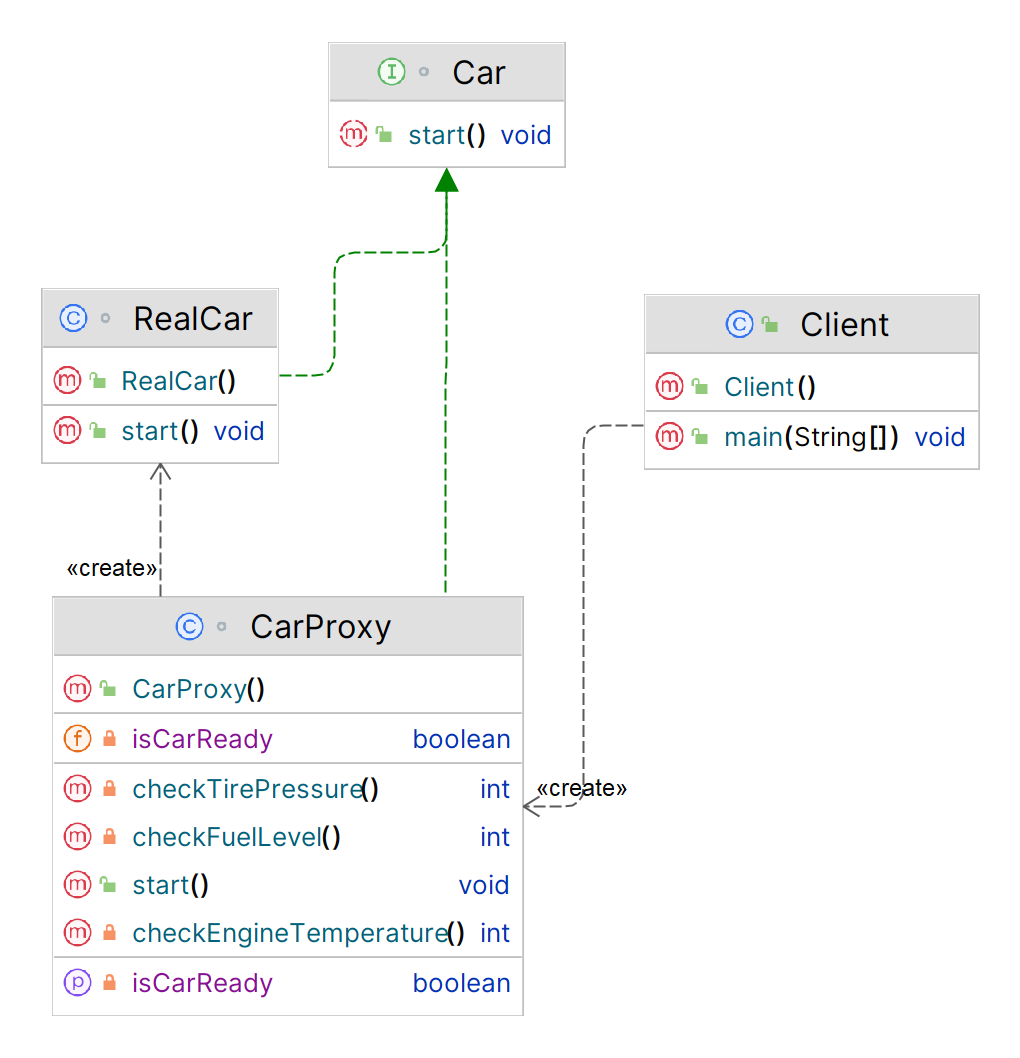 Car
start() void
RealCar
RealCar()
start() void
Client
Client()
main(String[]) void
«create»
CarProxy
CarProxy()
isCarReady boolean
checkTirePressure() int
checkFuelLevel() int
start() void
checkEngineTemperature() int
isCarReady boolean
«create»